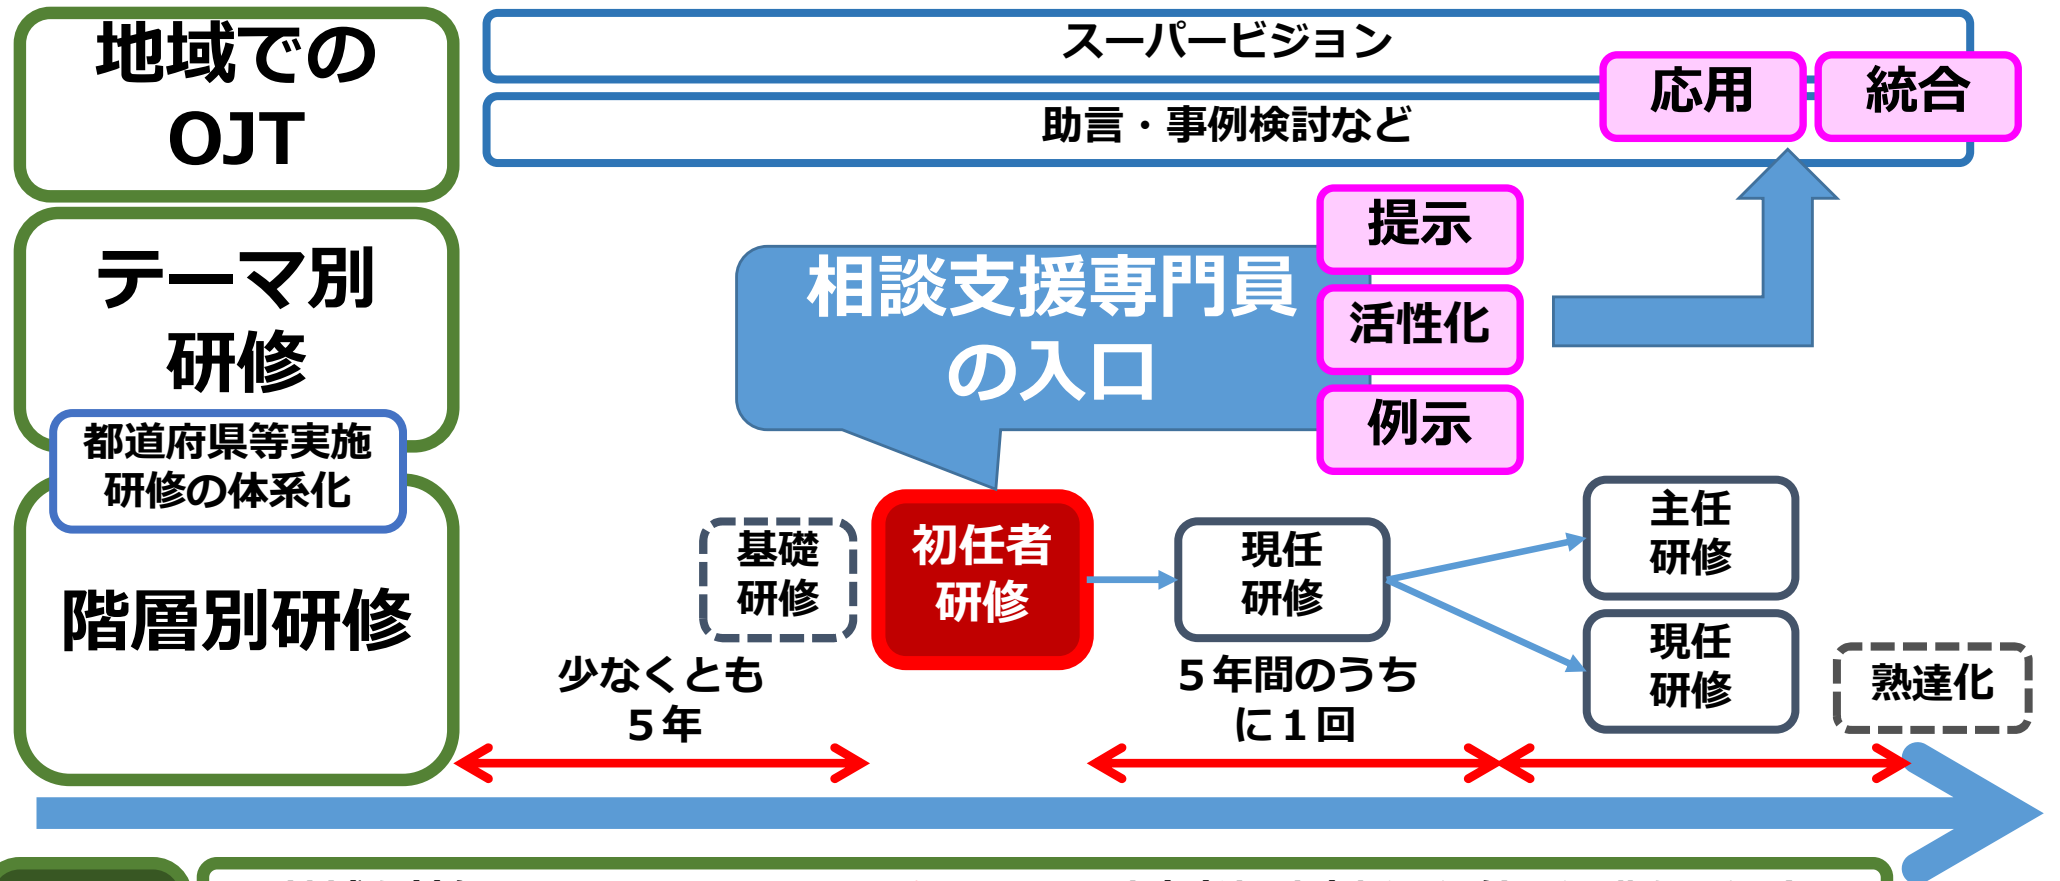 地域での
OJT
スーパービジョン
助言・事例検討など
応用
統合
テーマ別
研修
相談支援専門員
の入口
提示
活性化
例示
都道府県等実施
研修の体系化
階層別研修
基礎
研修
初任者
研修
現任
研修
主任
研修
現任
研修
熟達化
少なくとも
５年
５年間のうち
に１回